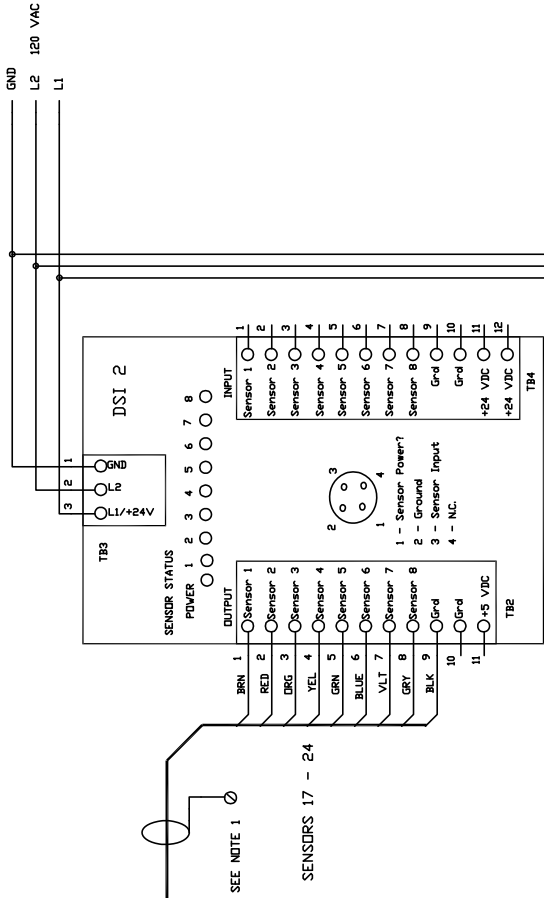 GND
L2 120 VAC
L1
DSI 2
1 GND
2 L2
3 L1/+24V
TB3
SENSOR STATUS
POWER 1 2 3 4 5 6 7 8
INPUT
Sensor 1 1
Sensor 2 2
Sensor 3 3
Sensor 4 4
Sensor 5 5
Sensor 6 6
Sensor 7 7
Sensor 8 8
Grd 9
Grd 10
+24 VDC 11
+24 VDC 12
TB4
2 3
1 4
1 - Sensor Power?
2 - Ground
3 - Sensor Input
4 - N.C.
OUTPUT
BRN 1 Sensor 1
RED 2 Sensor 2
ORG 3 Sensor 3
YEL 4 Sensor 4
GRN 5 Sensor 5
BLUE 6 Sensor 6
VLT 7 Sensor 7
GRY 8 Sensor 8
BLK 9 Grd
10 Grd
11 +5 VDC
TB2
SEE NOTE 1
SENSORS 17 - 24